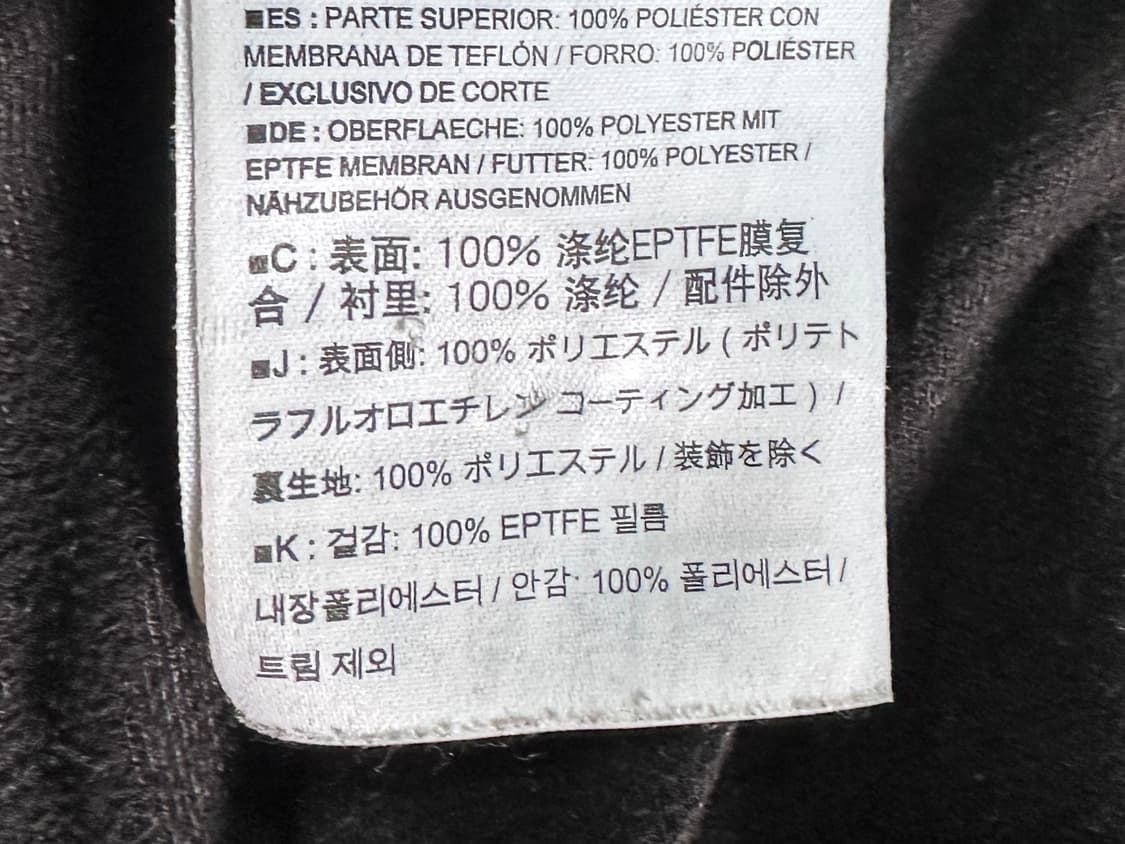 ■ES : PARTE SUPERIOR: 100% POLIÉSTER CON
MEMBRANA DE TEFLÓN / FORRO: 100% POLIÉSTER
/ EXCLUSIVO DE CORTE
■DE : OBERFLAECHE: 100% POLYESTER MIT
EPTFE MEMBRAN / FUTTER: 100% POLYESTER /
NÄHZUBEHÖR AUSGENOMMEN
■C : 表面: 100% 涤纶EPTFE膜复
合 / 衬里: 100% 涤纶 / 配件除外
■J : 表面側: 100% ポリエステル ( ポリテト
ラフルオロエチレン コーティング加工 ) /
裏生地: 100% ポリエステル / 装飾を除く
■K : 겉감: 100% EPTFE 필름
내장폴리에스터 / 안감: 100% 폴리에스터 /
트림 제외